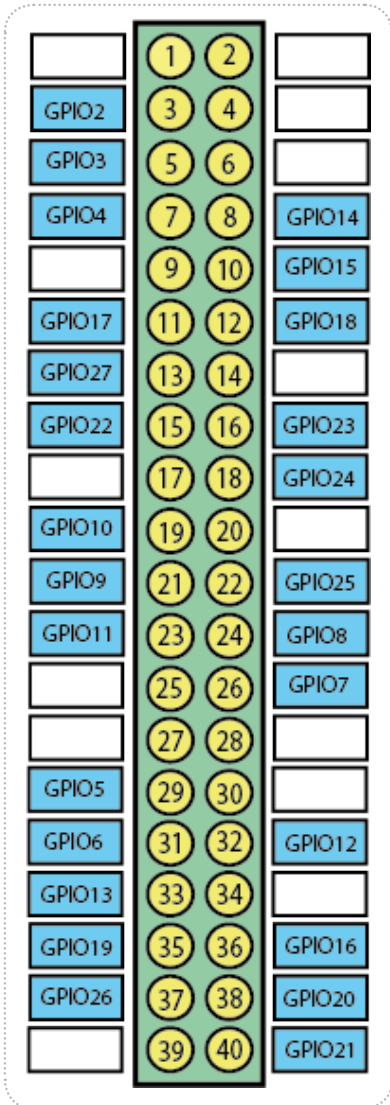 1 2
GPIO2 3 4
GPIO3 5 6
GPIO4 7 8 GPIO14
9 10 GPIO15
GPIO17 11 12 GPIO18
GPIO27 13 14
GPIO22 15 16 GPIO23
17 18 GPIO24
GPIO10 19 20
GPIO9 21 22 GPIO25
GPIO11 23 24 GPIO8
25 26 GPIO7
27 28
GPIO5 29 30
GPIO6 31 32 GPIO12
GPIO13 33 34
GPIO19 35 36 GPIO16
GPIO26 37 38 GPIO20
39 40 GPIO21